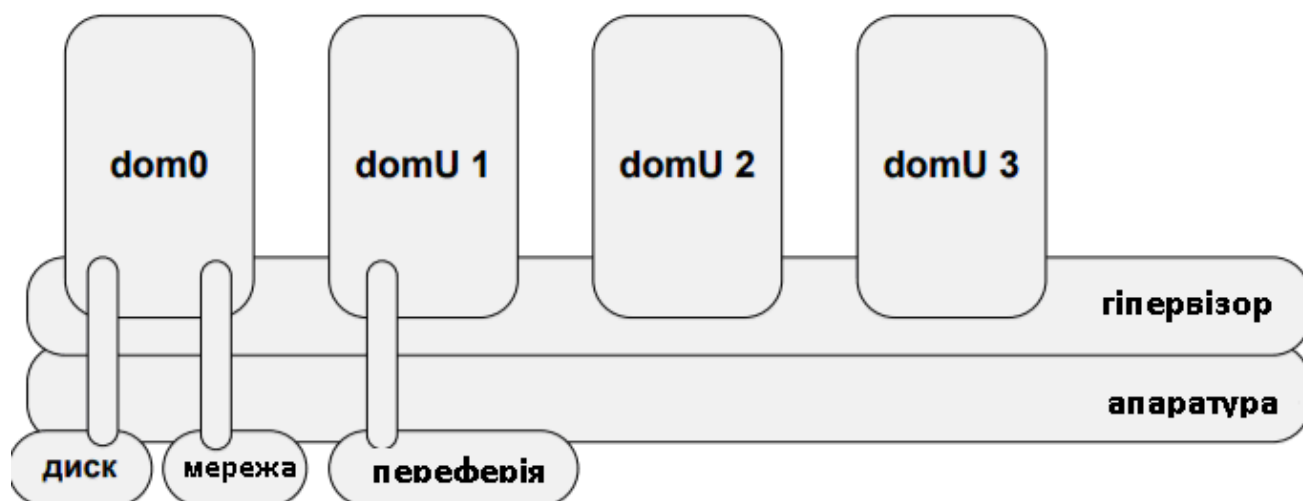 dom0
domU 1
domU 2
domU 3
гіпервізор
апаратура
диск
мережа
переферія